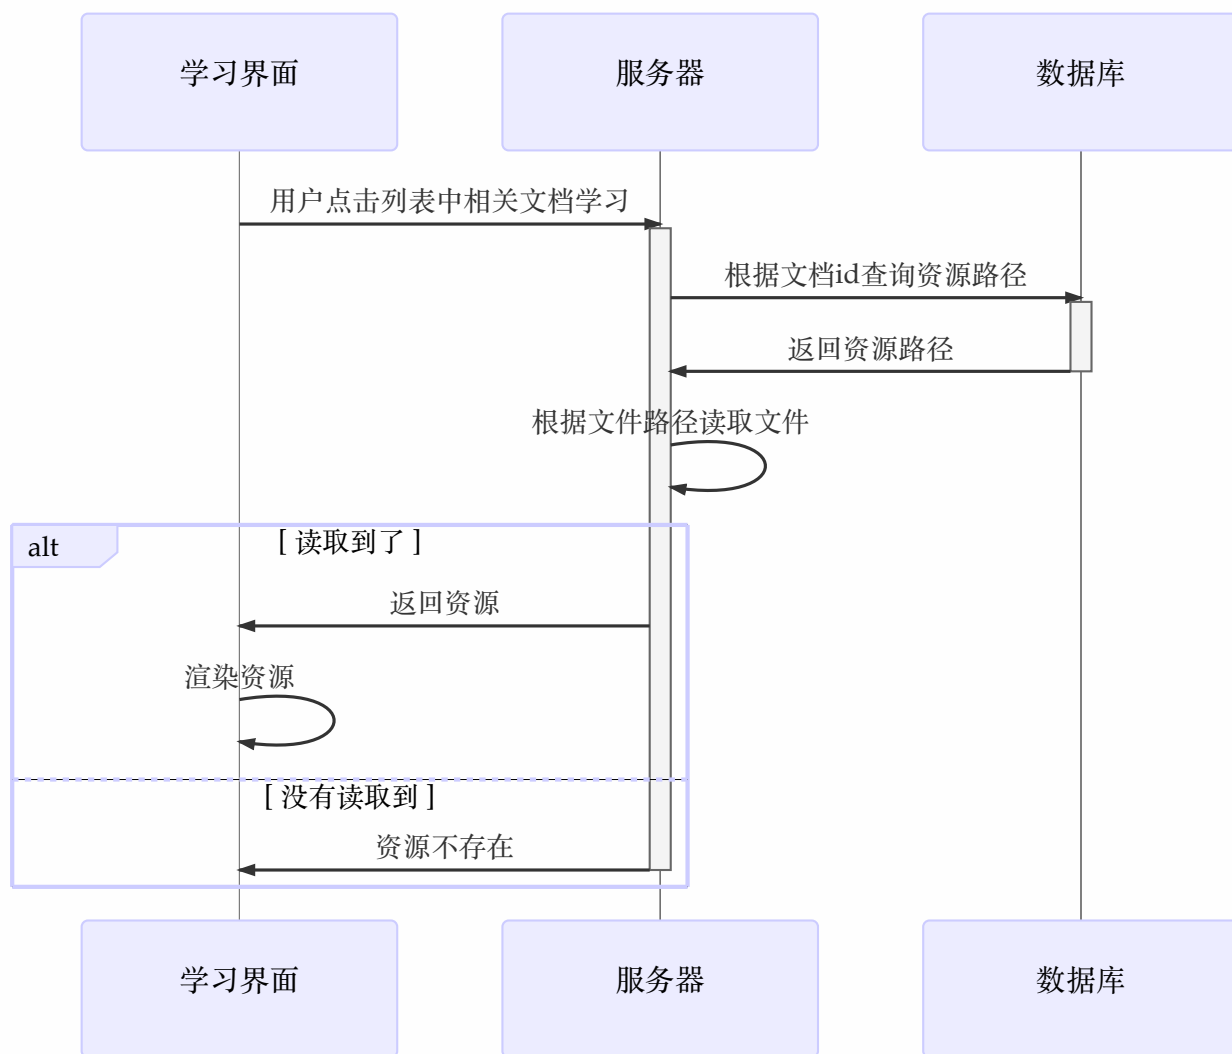 学习界面
服务器
数据库
用户点击列表中相关文档学习
根据文档id查询资源路径
返回资源路径
根据文件路径读取文件
alt
[ 读取到了 ]
返回资源
渲染资源
[ 没有读取到 ]
资源不存在
学习界面
服务器
数据库